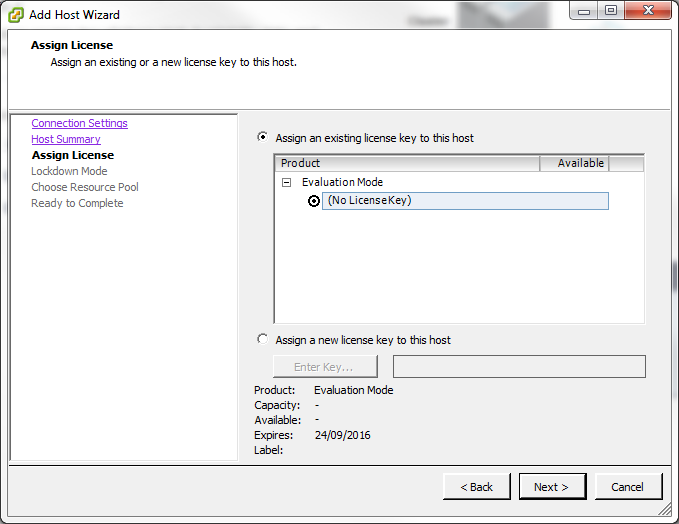 Add Host Wizard
Assign License
Assign an existing or a new license key to this host.
Connection Settings
Host Summary
Assign License
Lockdown Mode
Choose Resource Pool
Ready to Complete
Assign an existing license key to this host
Product Available
Evaluation Mode
(No License Key)
Assign a new license key to this host
Enter Key...
Product: Evaluation Mode
Capacity: -
Available: -
Expires: 24/09/2016
Label:
< Back Next > Cancel